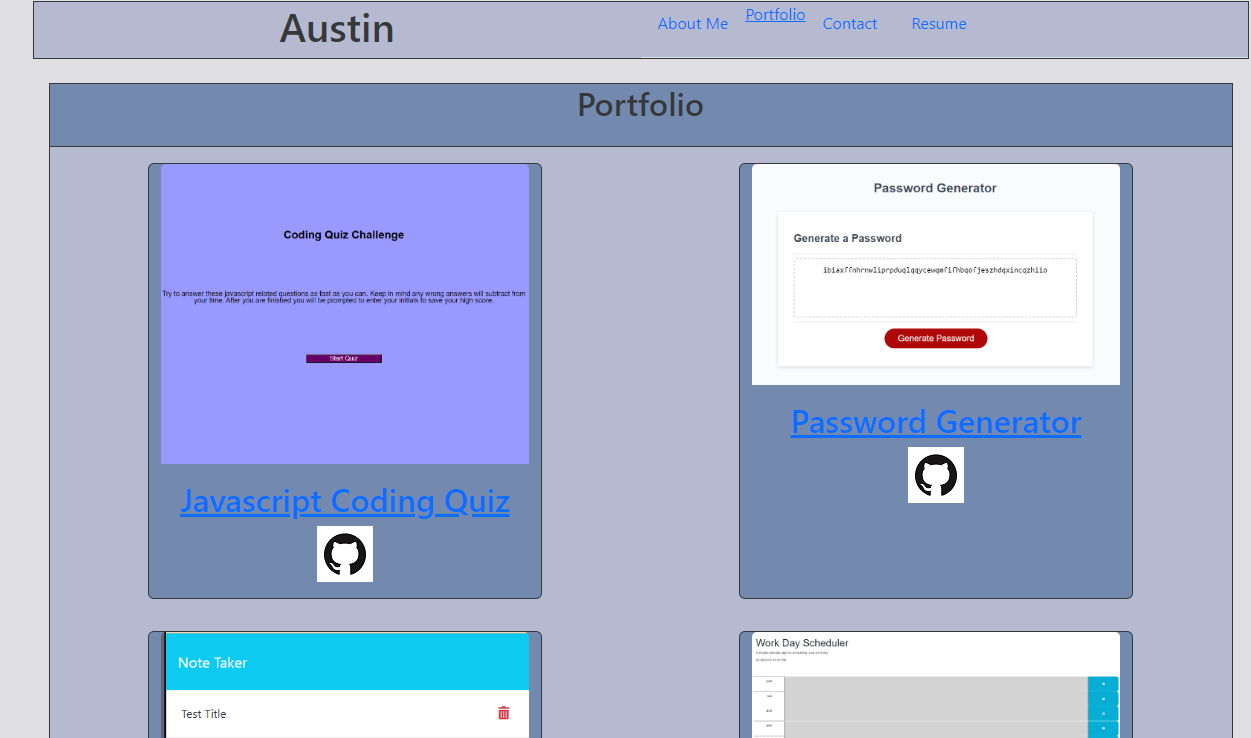 Austin
About Me
Portfolio
Contact
Resume
Portfolio
Coding Quiz Challenge
Try to answer these javascript related questions as fast as you can. Keep in mind any wrong answers will subtract from
your time. After you are finished you will be prompted to enter your initials to save your high score.
Start Quiz
Javascript Coding Quiz
Password Generator
Generate a Password
Generate Password
Password Generator
Note Taker
Test Title
Work Day Scheduler